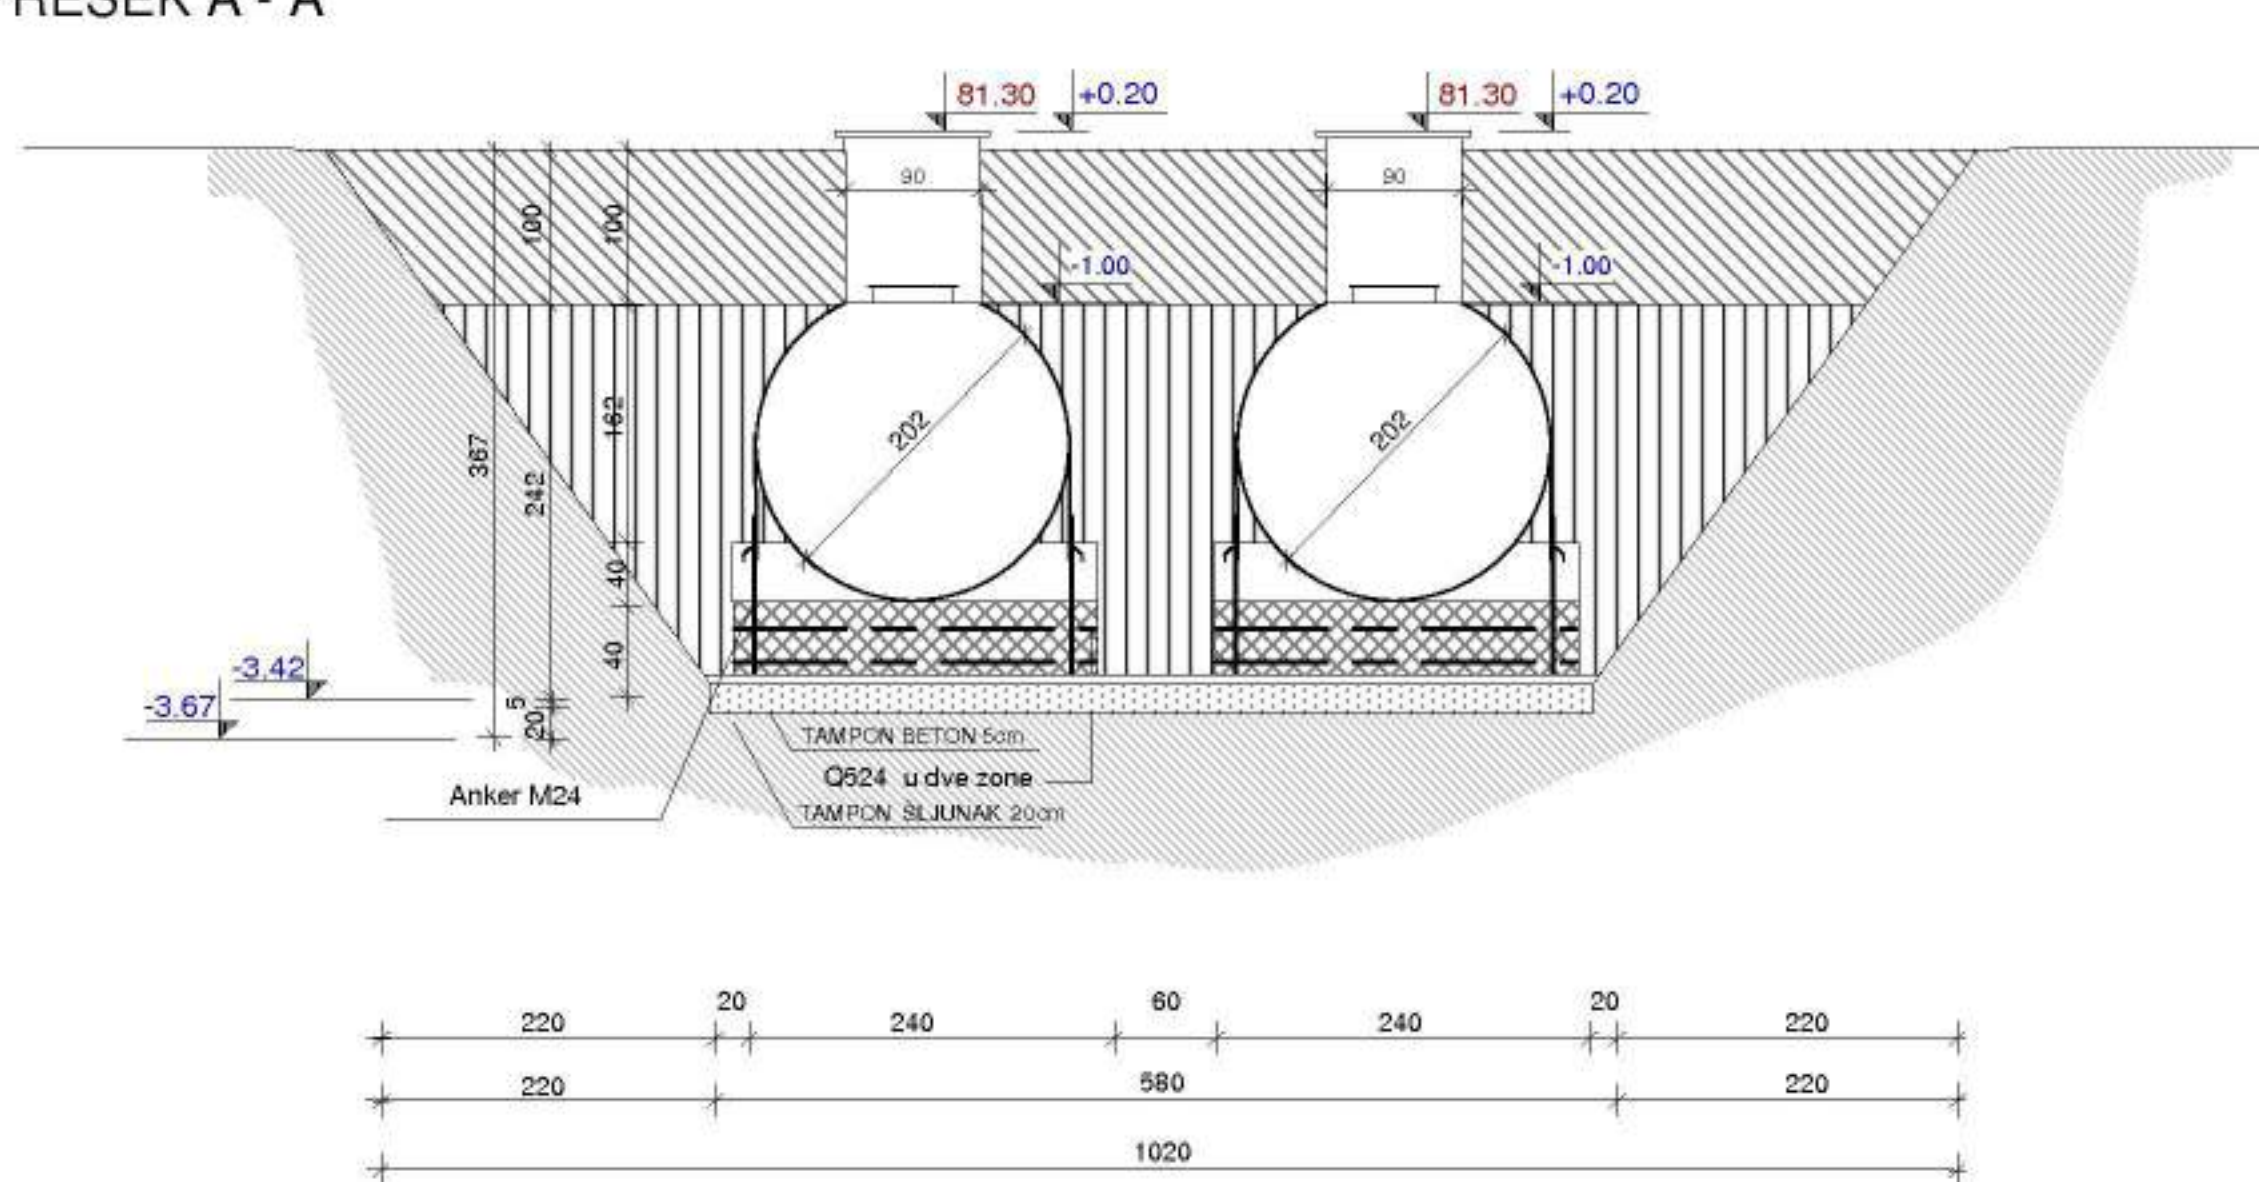 RESEK A - A
81.30 +0.20 81.30 +0.20
90 90
100 100
-1.00 -1.00
162
202 202
367
242
40
40
-3.42
-3.67
5
20
TAMPON BETON 5cm
Q524 u dve zone
Anker M24
TAMPON ŠLJUNAK 20cm
20 60 20
220 240 240 220
220 580 220
1020